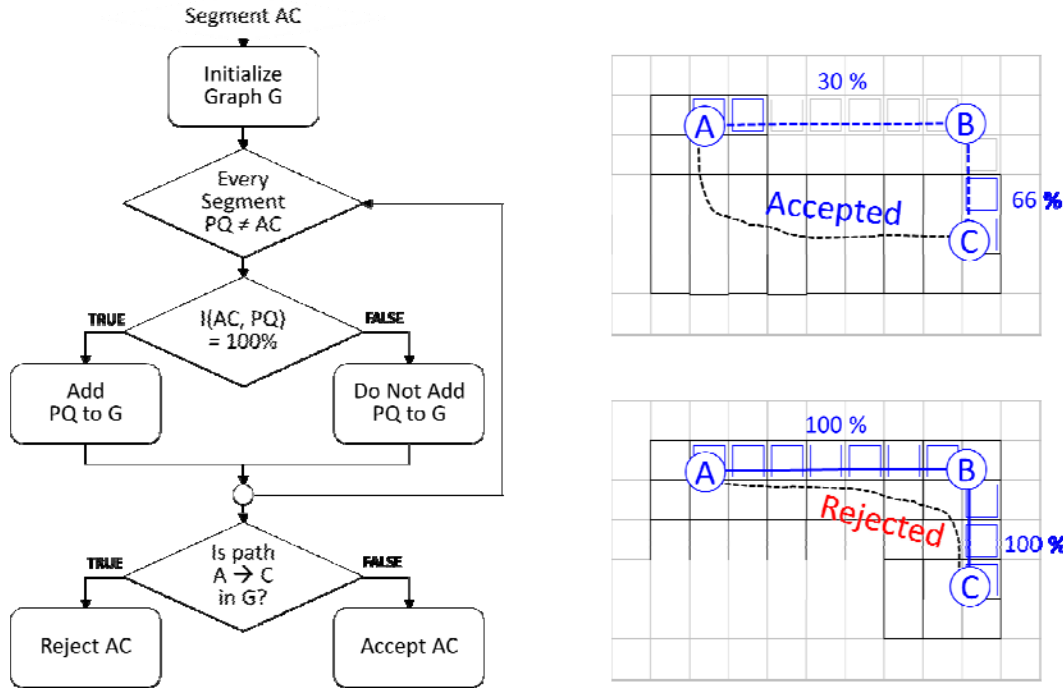 Segment AC
Initialize
Graph G
Every
Segment
PQ ≠ AC
TRUE
I(AC, PQ)
= 100%
FALSE
Add
PQ to G
Do Not Add
PQ to G
TRUE
Is path
A → C
in G?
FALSE
Reject AC
Accept AC
30 %
A
B
Accepted
66 %
C
100 %
A
B
Rejected
100 %
C